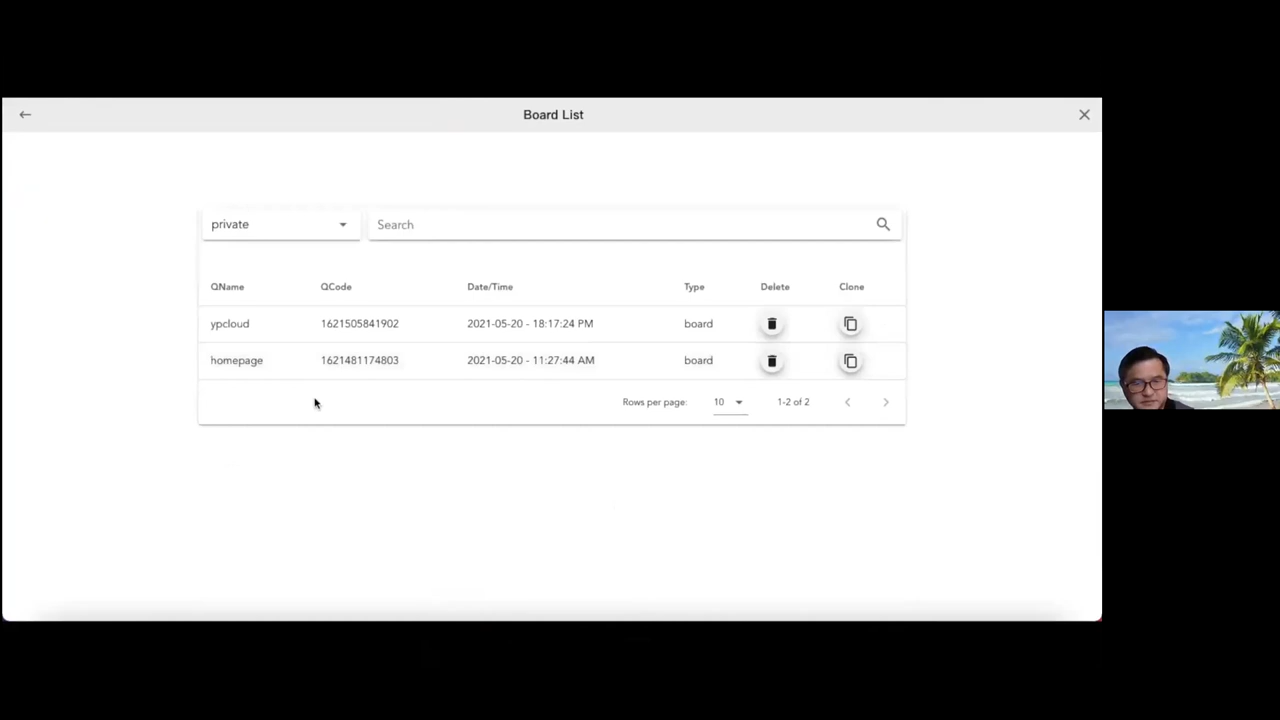 Board List
private
Search
QName QCode Date/Time Type Delete Clone
ypcloud 1621505841902 2021-05-20 - 18:17:24 PM board
homepage 1621481174803 2021-05-20 - 11:27:44 AM board
Rows per page: 10 1-2 of 2